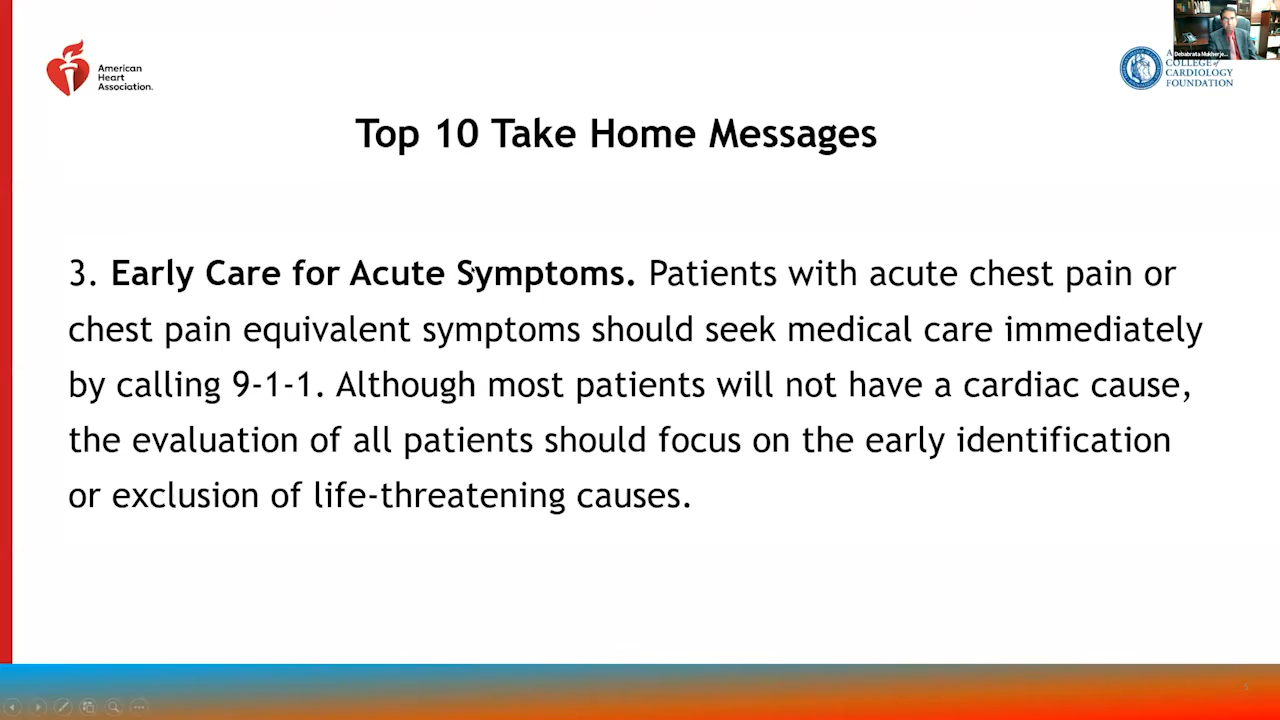 American
Heart
Association.
Debabrata Mukherje...
COLLEGE of
CARDIOLOGY
FOUNDATION
Top 10 Take Home Messages
3. Early Care for Acute Symptoms. Patients with acute chest pain or
chest pain equivalent symptoms should seek medical care immediately
by calling 9-1-1. Although most patients will not have a cardiac cause,
the evaluation of all patients should focus on the early identification
or exclusion of life-threatening causes.